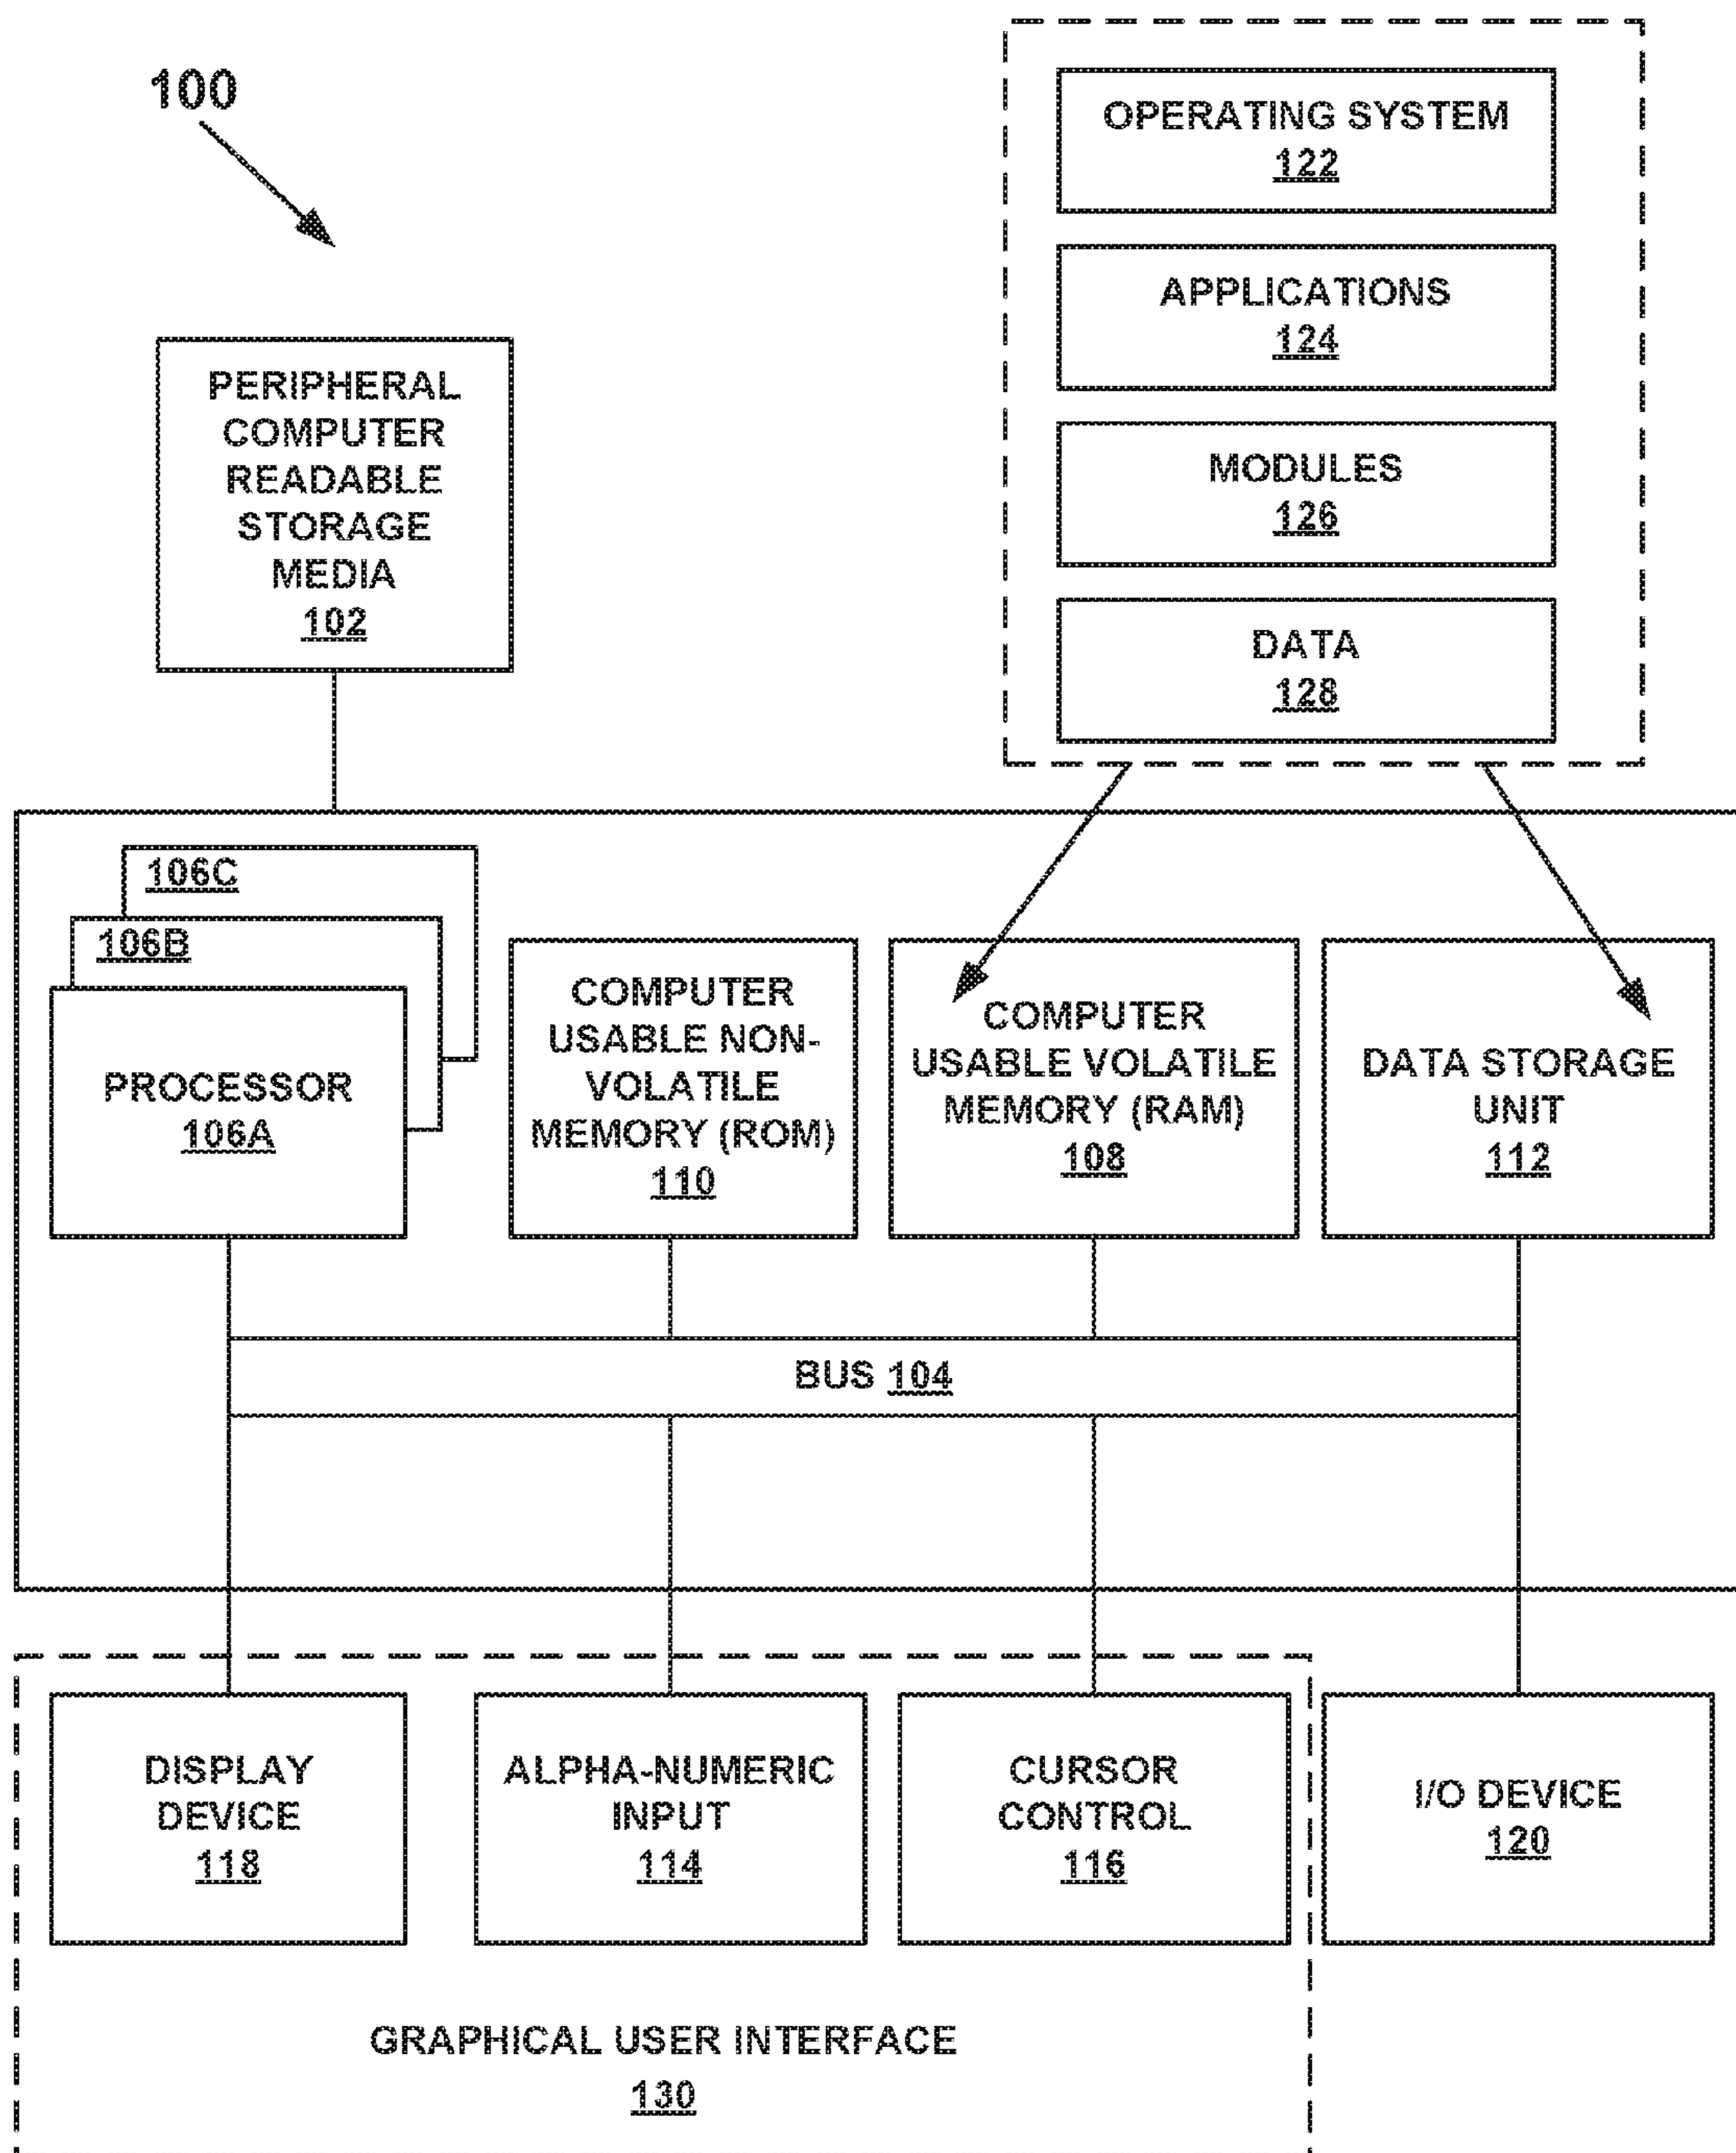 100
OPERATING SYSTEM
122
APPLICATIONS
124
MODULES
126
DATA
128
PERIPHERAL
COMPUTER
READABLE
STORAGE
MEDIA
102
106C
106B
PROCESSOR
106A
COMPUTER
USABLE NON-
VOLATILE
MEMORY (ROM)
110
COMPUTER
USABLE VOLATILE
MEMORY (RAM)
108
DATA STORAGE
UNIT
112
BUS 104
DISPLAY
DEVICE
118
ALPHA-NUMERIC
INPUT
114
CURSOR
CONTROL
116
I/O DEVICE
120
GRAPHICAL USER INTERFACE
130